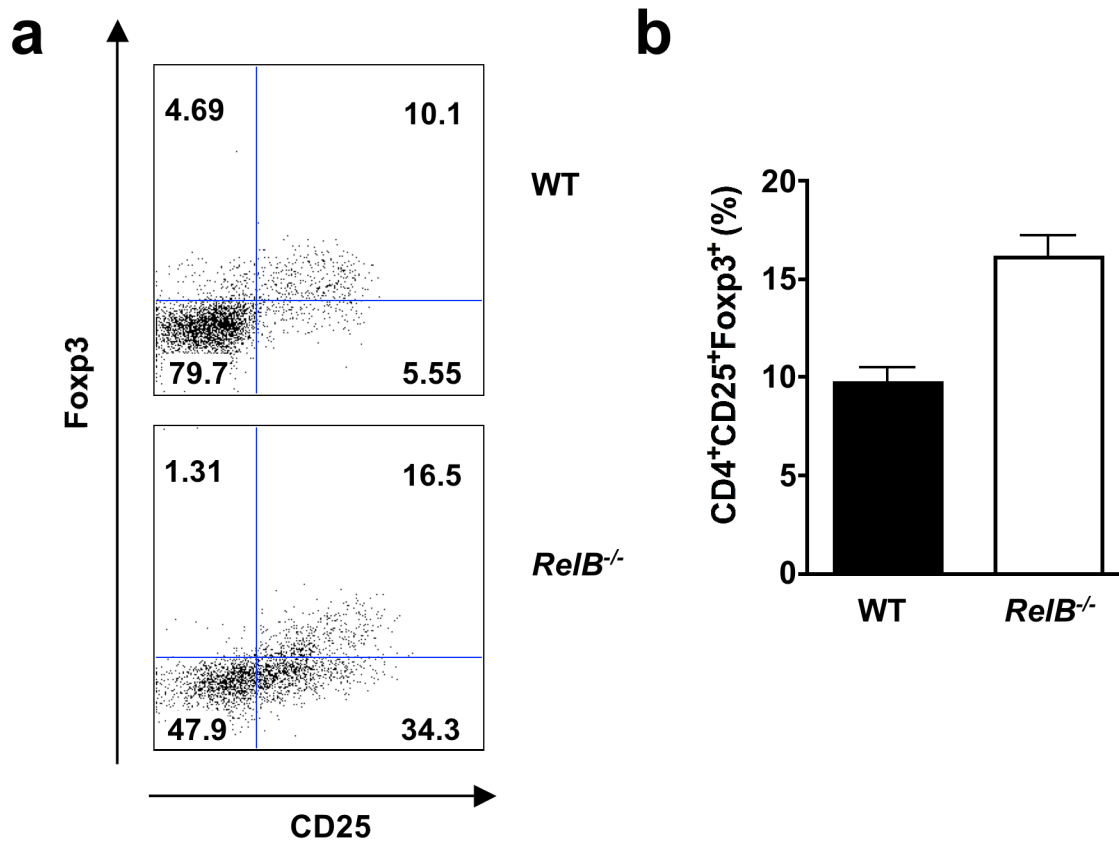 a
Foxp3
4.69 10.1
79.7 5.55
WT
1.31 16.5
47.9 34.3
RelB-/-
CD25
b
CD4+CD25+Foxp3+ (%)
20
15
10
5
0
WT RelB-/-